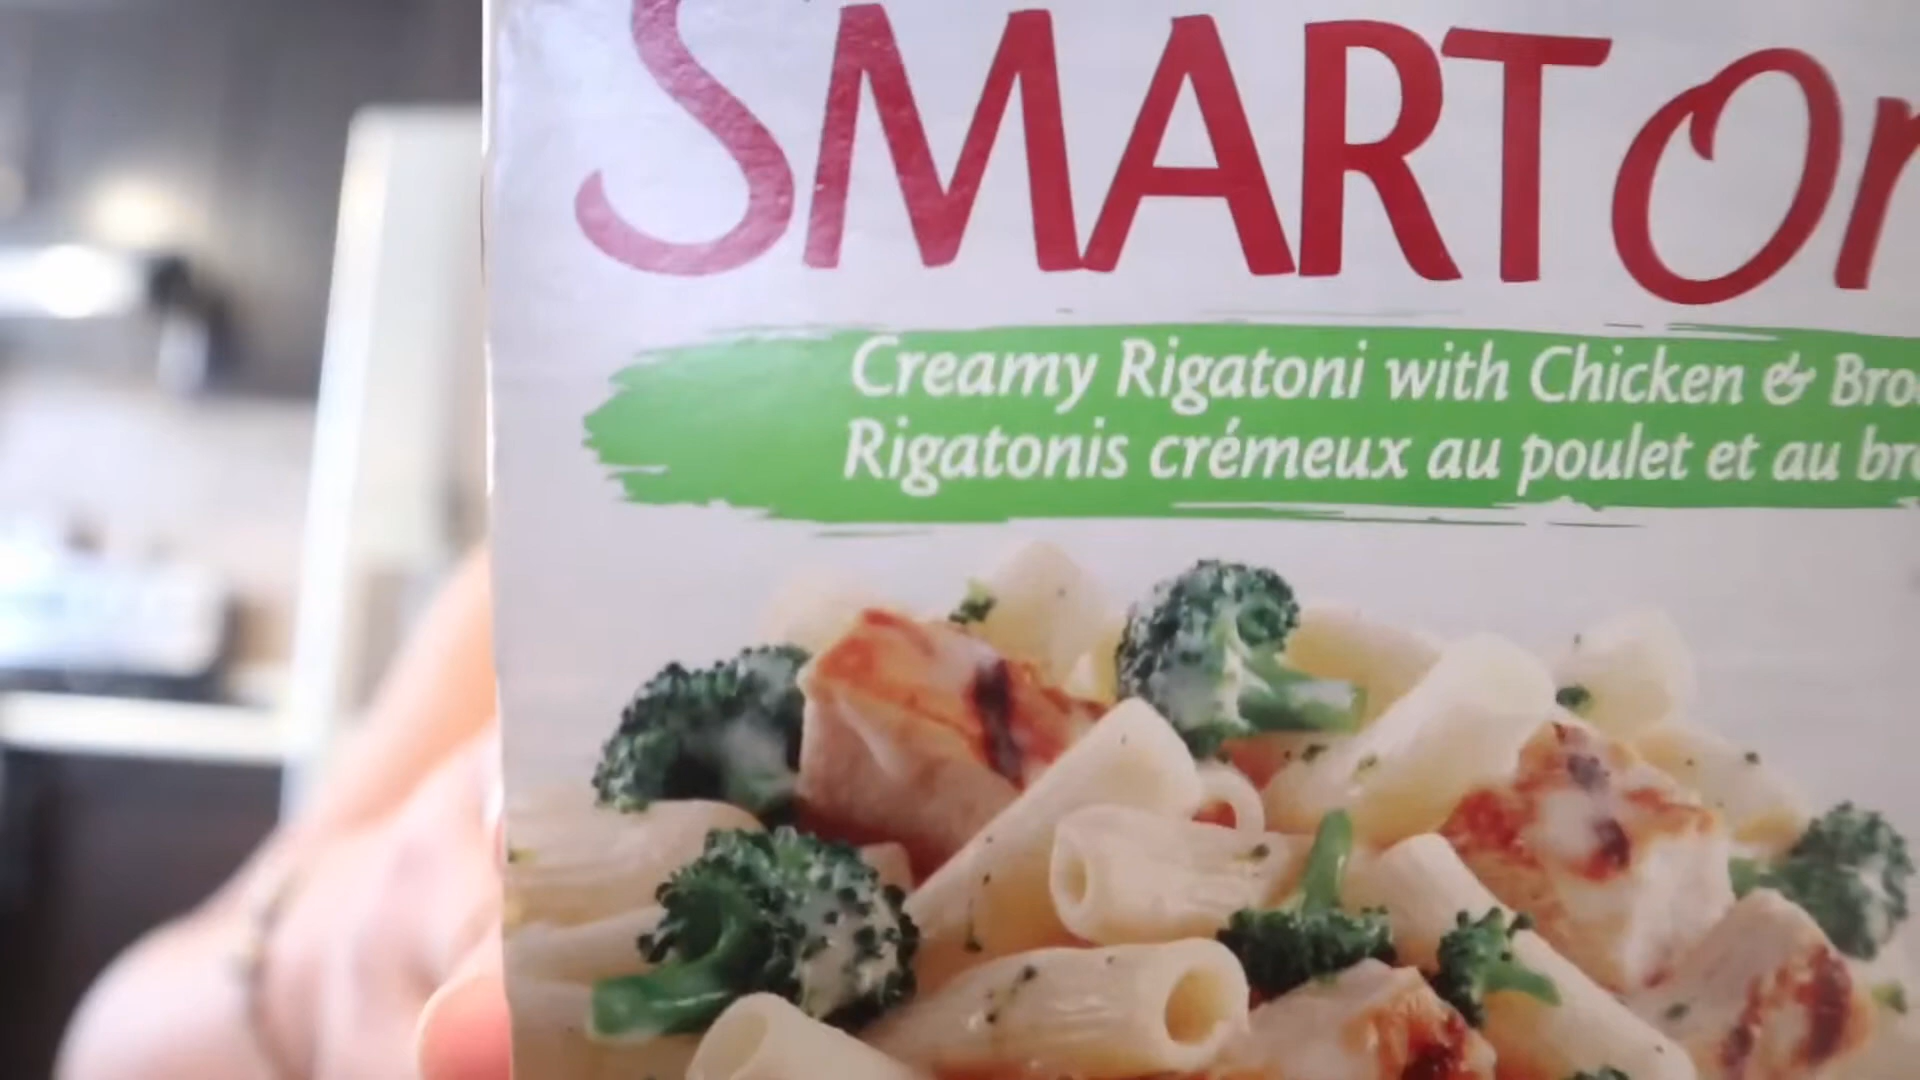 SMART
Creamy Rigatoni with Chicken &
Rigatonis crémeux au poulet et au